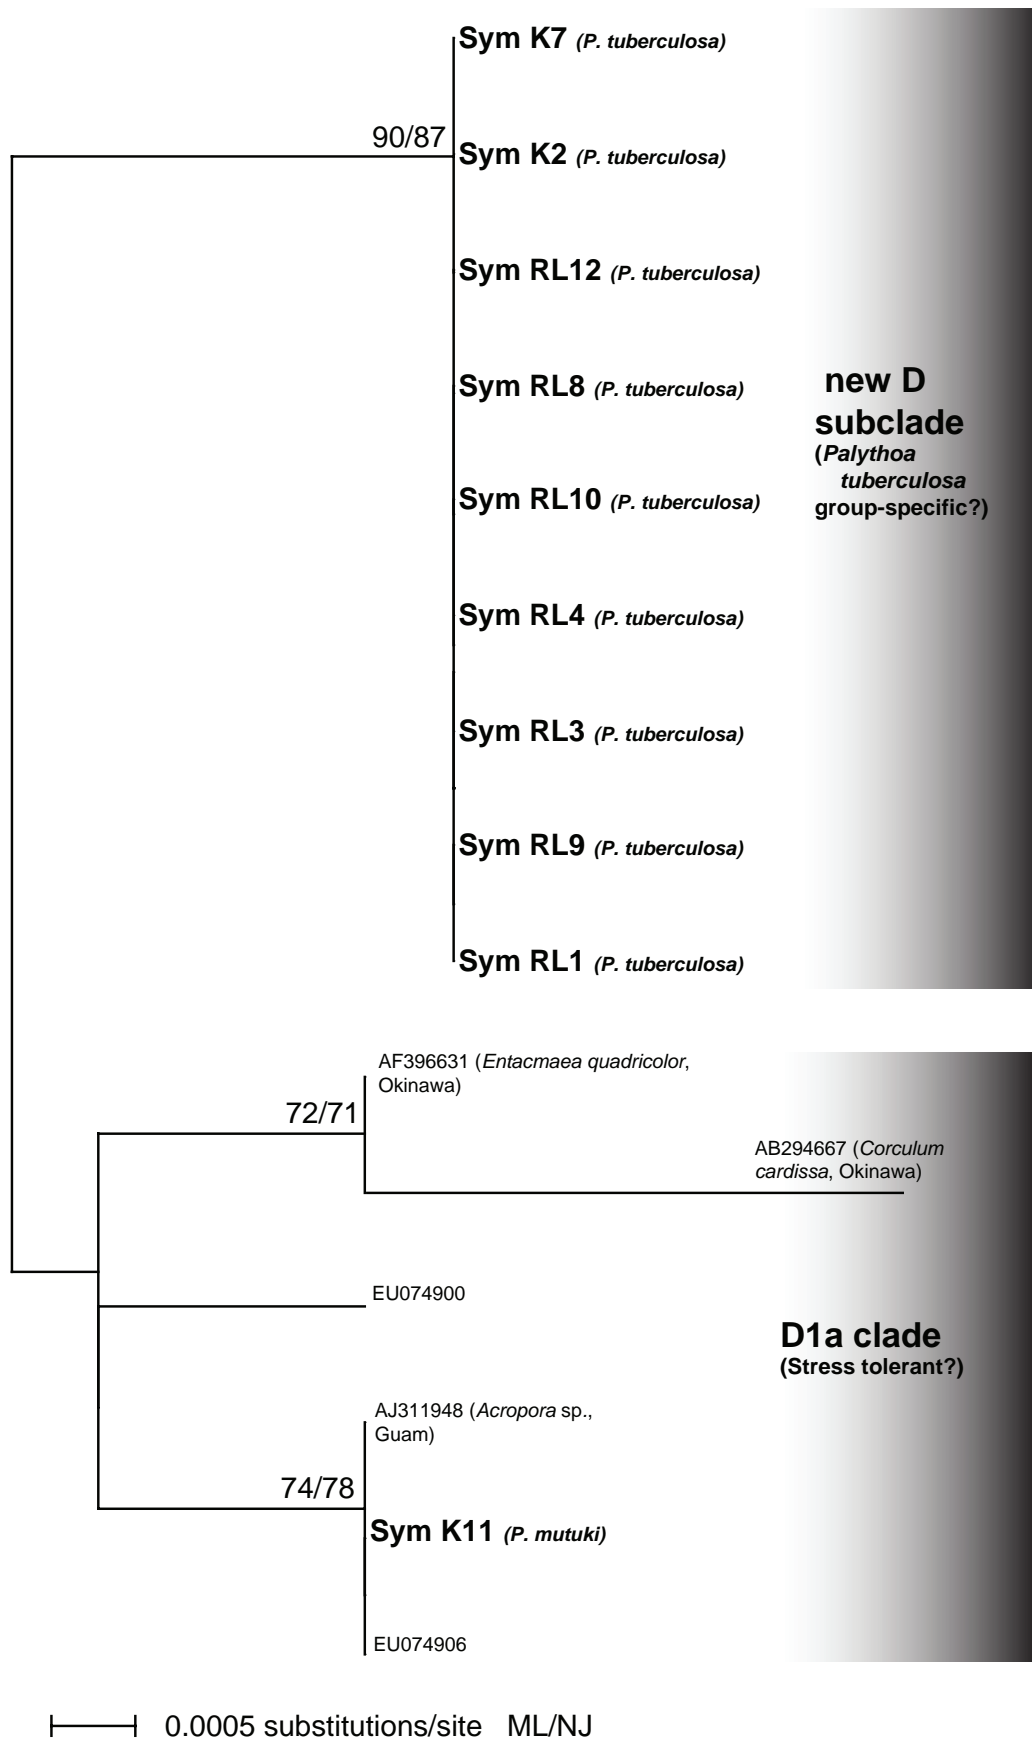 Sym K7 (P. tuberculosa)
90/87
Sym K2 (P. tuberculosa)
Sym RL12 (P. tuberculosa)
Sym RL8 (P. tuberculosa)
Sym RL10 (P. tuberculosa)
Sym RL4 (P. tuberculosa)
Sym RL3 (P. tuberculosa)
Sym RL9 (P. tuberculosa)
Sym RL1 (P. tuberculosa)
new D
subclade
(Palythoa
tuberculosa
group-specific?)
AF396631 (Entacmaea quadricolor,
Okinawa)
72/71
AB294667 (Corculum
cardissa, Okinawa)
EU074900
AJ311948 (Acropora sp.,
Guam)
74/78
Sym K11 (P. mutuki)
EU074906
D1a clade
(Stress tolerant?)
0.0005 substitutions/site ML/NJ